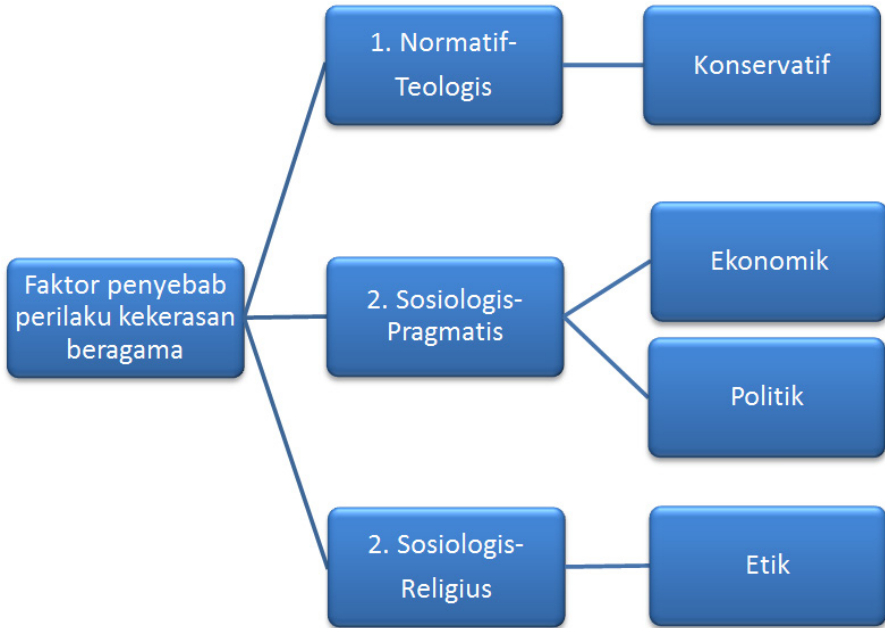 1. Normatif-
Teologis
Konservatif
Faktor penyebab
perilaku kekerasan
beragama
2. Sosiologis-
Pragmatis
Ekonomik
Politik
2. Sosiologis-
Religius
Etik